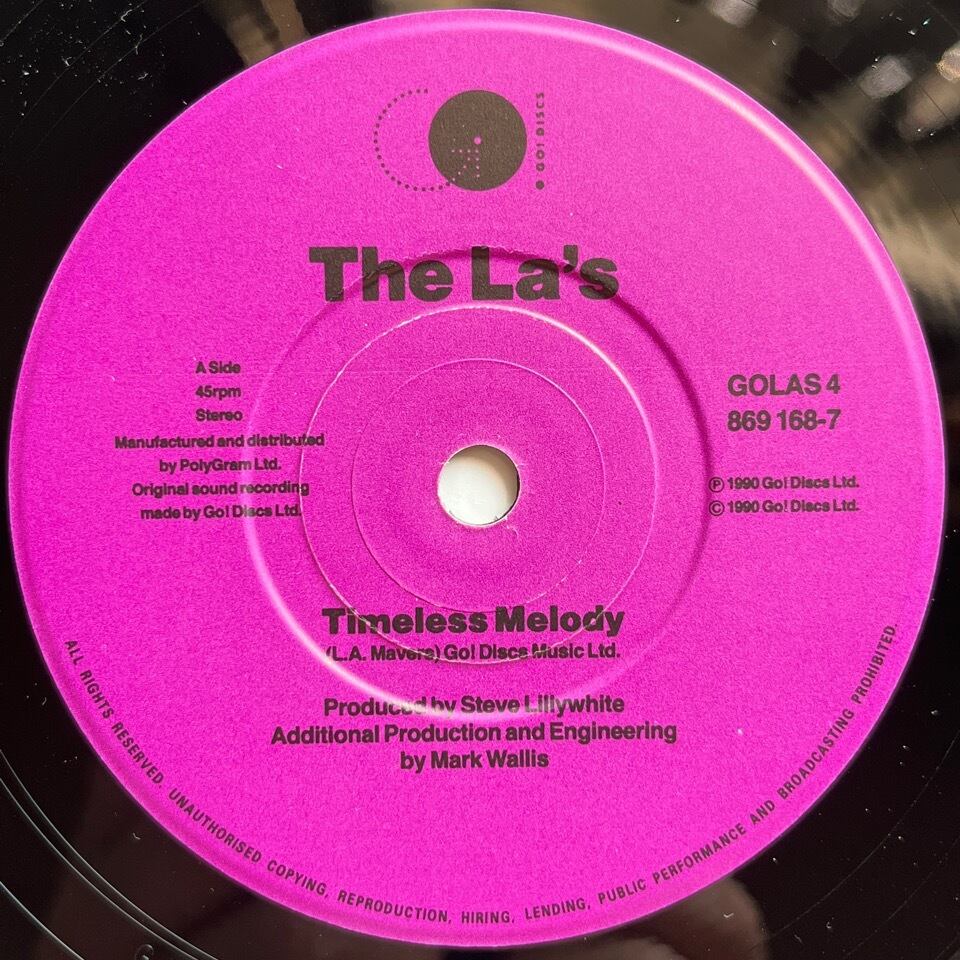 GO! DISCS
The La's
A Side
45rpm
Stereo
Manufactured and distributed
by PolyGram Ltd.
Original sound recording
made by Go! Discs Ltd.
GOLAS 4
869 168-7
℗ 1990 Go! Discs Ltd.
© 1990 Go! Discs Ltd.
Timeless Melody
(L.A. Mavers) Go! Discs Music Ltd.
Produced by Steve Lillywhite
Additional Production and Engineering
by Mark Wallis
ALL RIGHTS RESERVED. UNAUTHORISED COPYING, REPRODUCTION, HIRING, LENDING, PUBLIC PERFORMANCE AND BROADCASTING PROHIBITED.